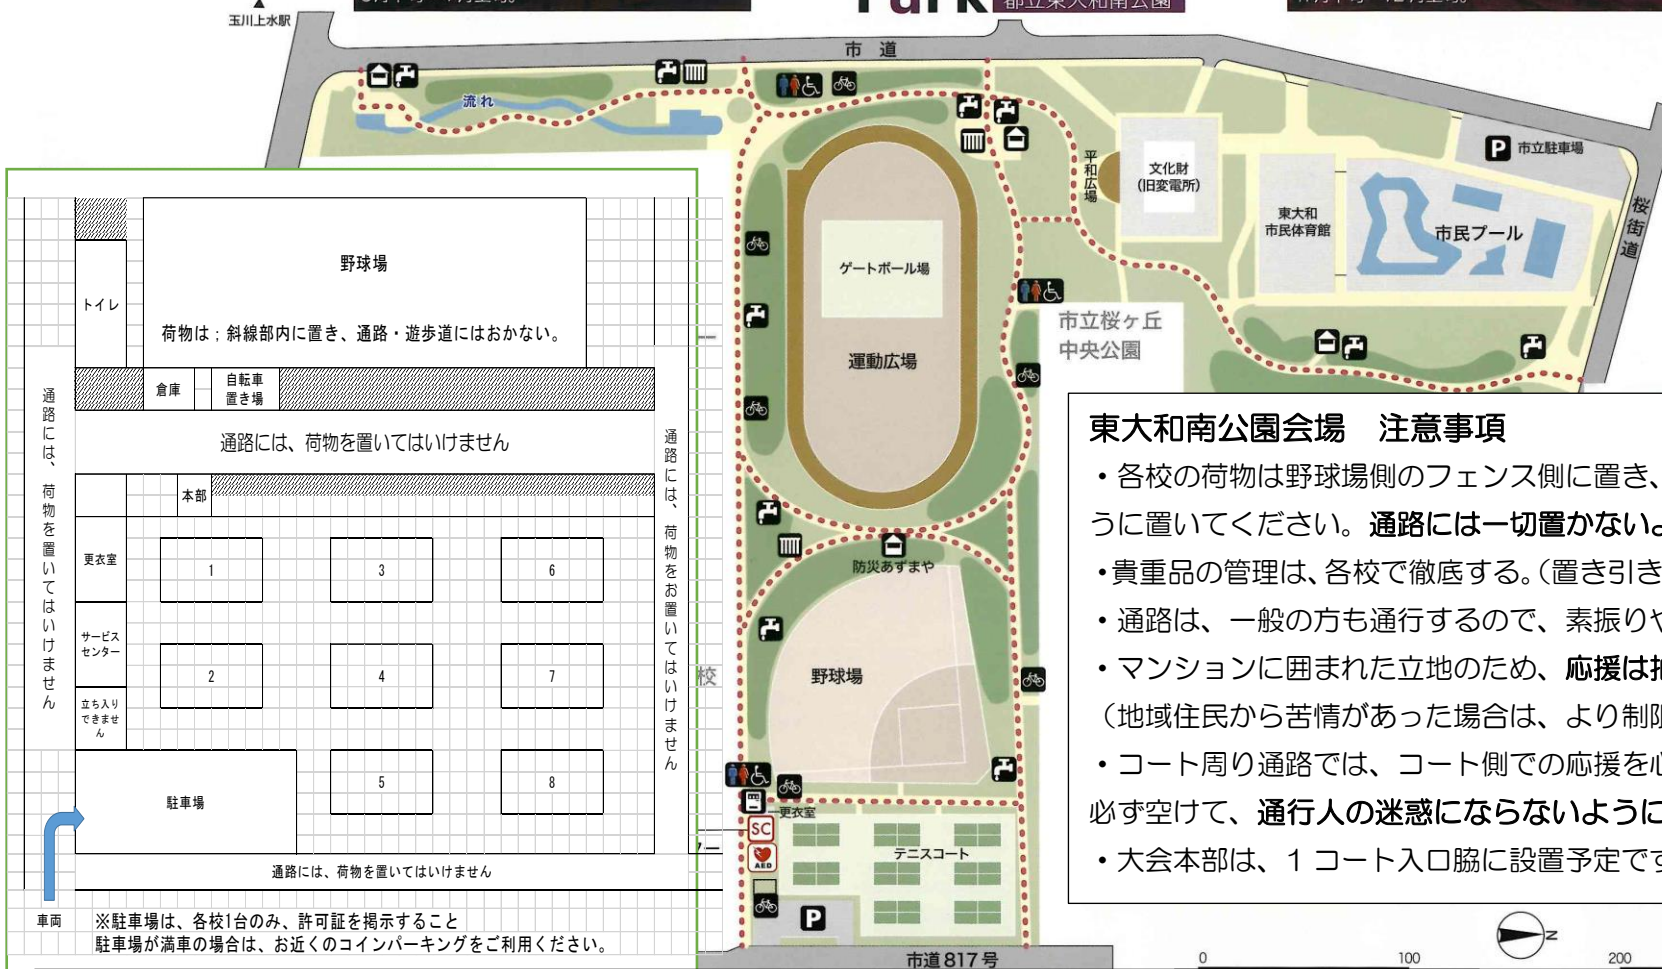 玉川上水駅
Park
都立東大和南公園
市 道
流れ
平和広場
文化財
(旧変電所)
東大和
市民体育館
P 市立駐車場
市民プール
桜街道
ゲートボール場
運動広場
市立桜ヶ丘
中央公園
防災あずまや
野球場
更衣室
SC
AED
テニスコート
P
市道817号
校
N
0 100 200
野球場
トイレ
荷物は；斜線部内に置き、通路・遊歩道にはおかない。
倉庫
自転車
置き場
通路には、荷物を置いてはいけません
通路には、荷物を置いてはいけません
通路には、荷物をお置いてはいけません
本部
更衣室
1 3 6
サービス
センター
2 4 7
立ち入り
できませ
ん
5 8
駐車場
通路には、荷物を置いてはいけません
車両
※駐車場は、各校1台のみ、許可証を掲示すること
駐車場が満車の場合は、お近くのコインパーキングをご利用ください。
東大和南公園会場　注意事項
・各校の荷物は野球場側のフェンス側に置き、
うに置いてください。通路には一切置かないよ
・貴重品の管理は、各校で徹底する。（置き引き
・通路は、一般の方も通行するので、素振りや
・マンションに囲まれた立地のため、応援は拍
（地域住民から苦情があった場合は、より制限
・コート周り通路では、コート側での応援を心
必ず空けて、通行人の迷惑にならないように
・大会本部は、1 コート入口脇に設置予定です